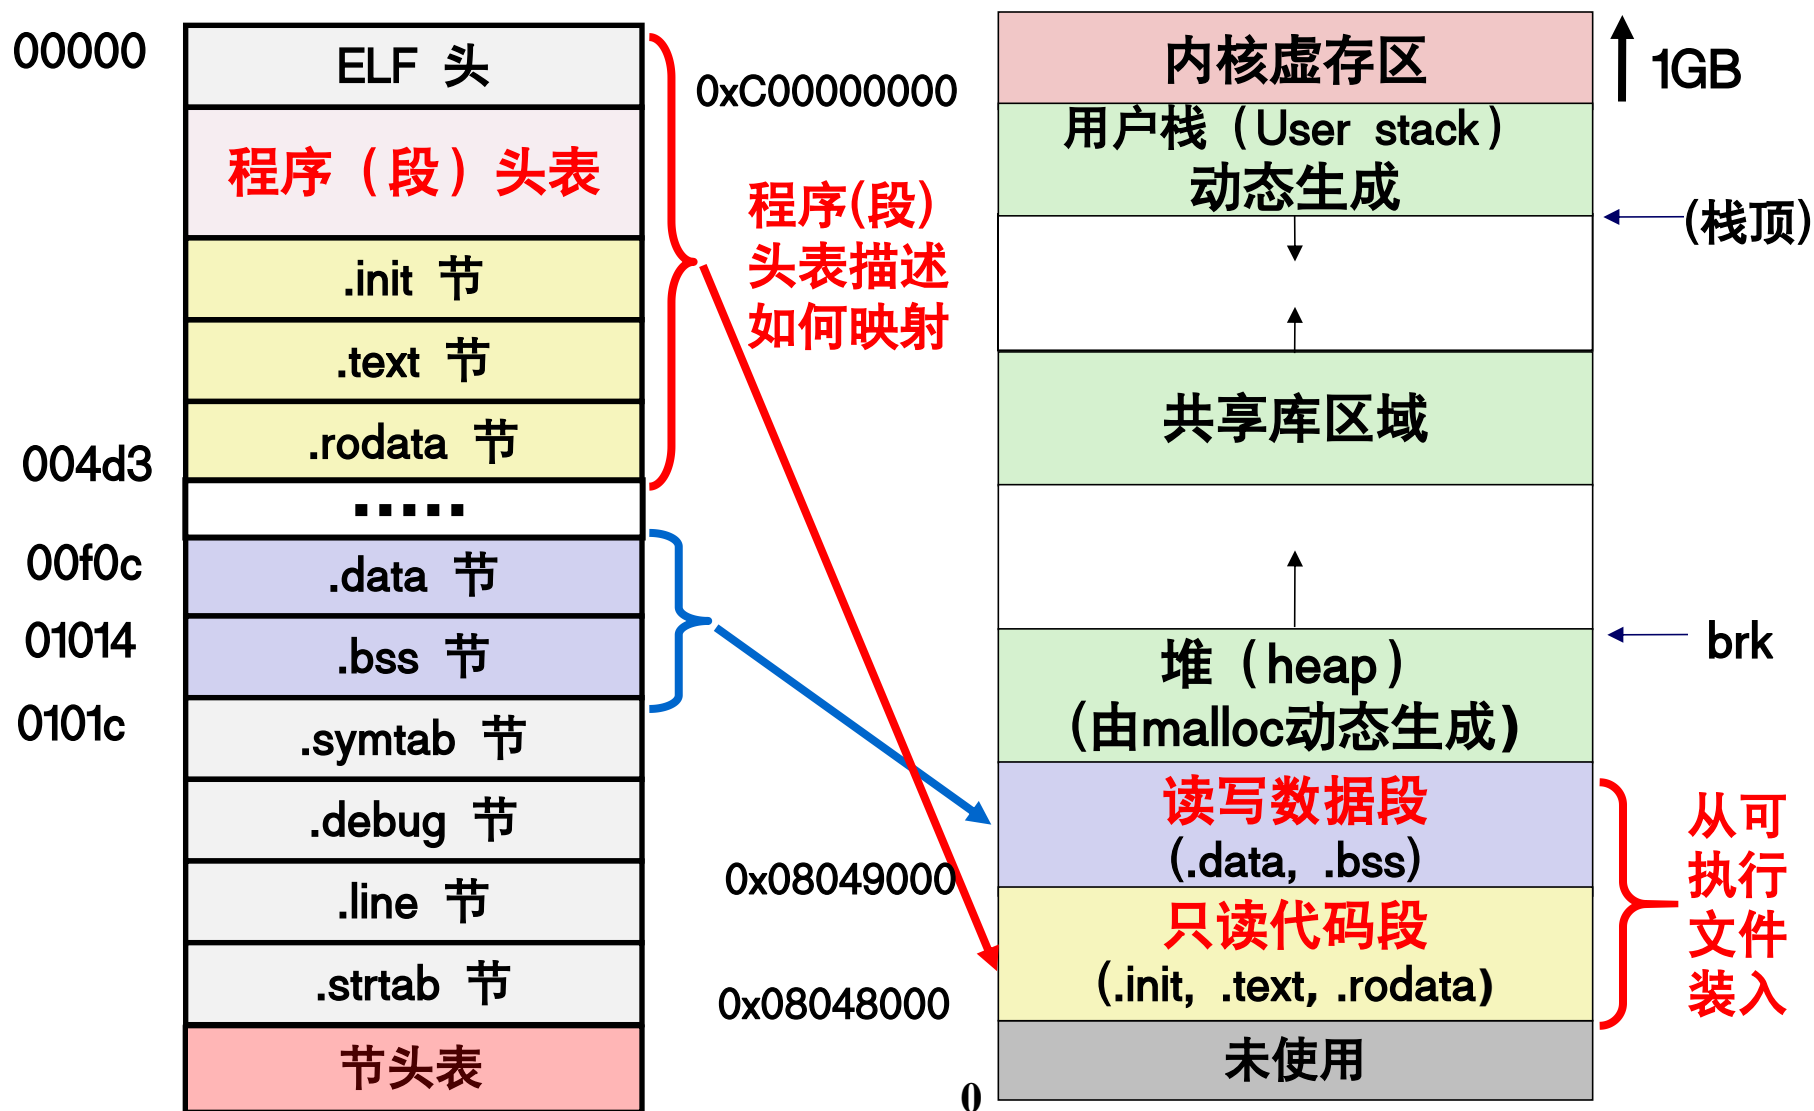 00000
ELF 头
程序（段）头表
.init 节
.text 节
.rodata 节
004d3
·····
00f0c
.data 节
01014
.bss 节
0101c
.symtab 节
.debug 节
.line 节
.strtab 节
节头表
程序(段)
头表描述
如何映射
0xC00000000
内核虚存区
1GB
用户栈（User stack）
动态生成
(栈顶)
共享库区域
brk
堆（heap）
(由malloc动态生成)
读写数据段
(.data, .bss)
0x08049000
只读代码段
(.init, .text, .rodata)
0x08048000
未使用
0
从可
执行
文件
装入